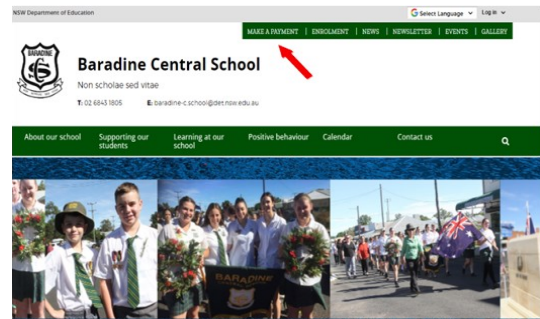 NSW Department of Education
Select Language
Log in
MAKE A PAYMENT | ENROLMENT | NEWS | NEWSLETTER | EVENTS | GALLERY
BARADINE
Baradine Central School
Non scholae sed vitae
T: 02 6843 1805 E: baradine-c.school@det.nsw.edu.au
About our school
Supporting our
students
Learning at our
school
Positive behaviour
Calendar
Contact us
BARADINE